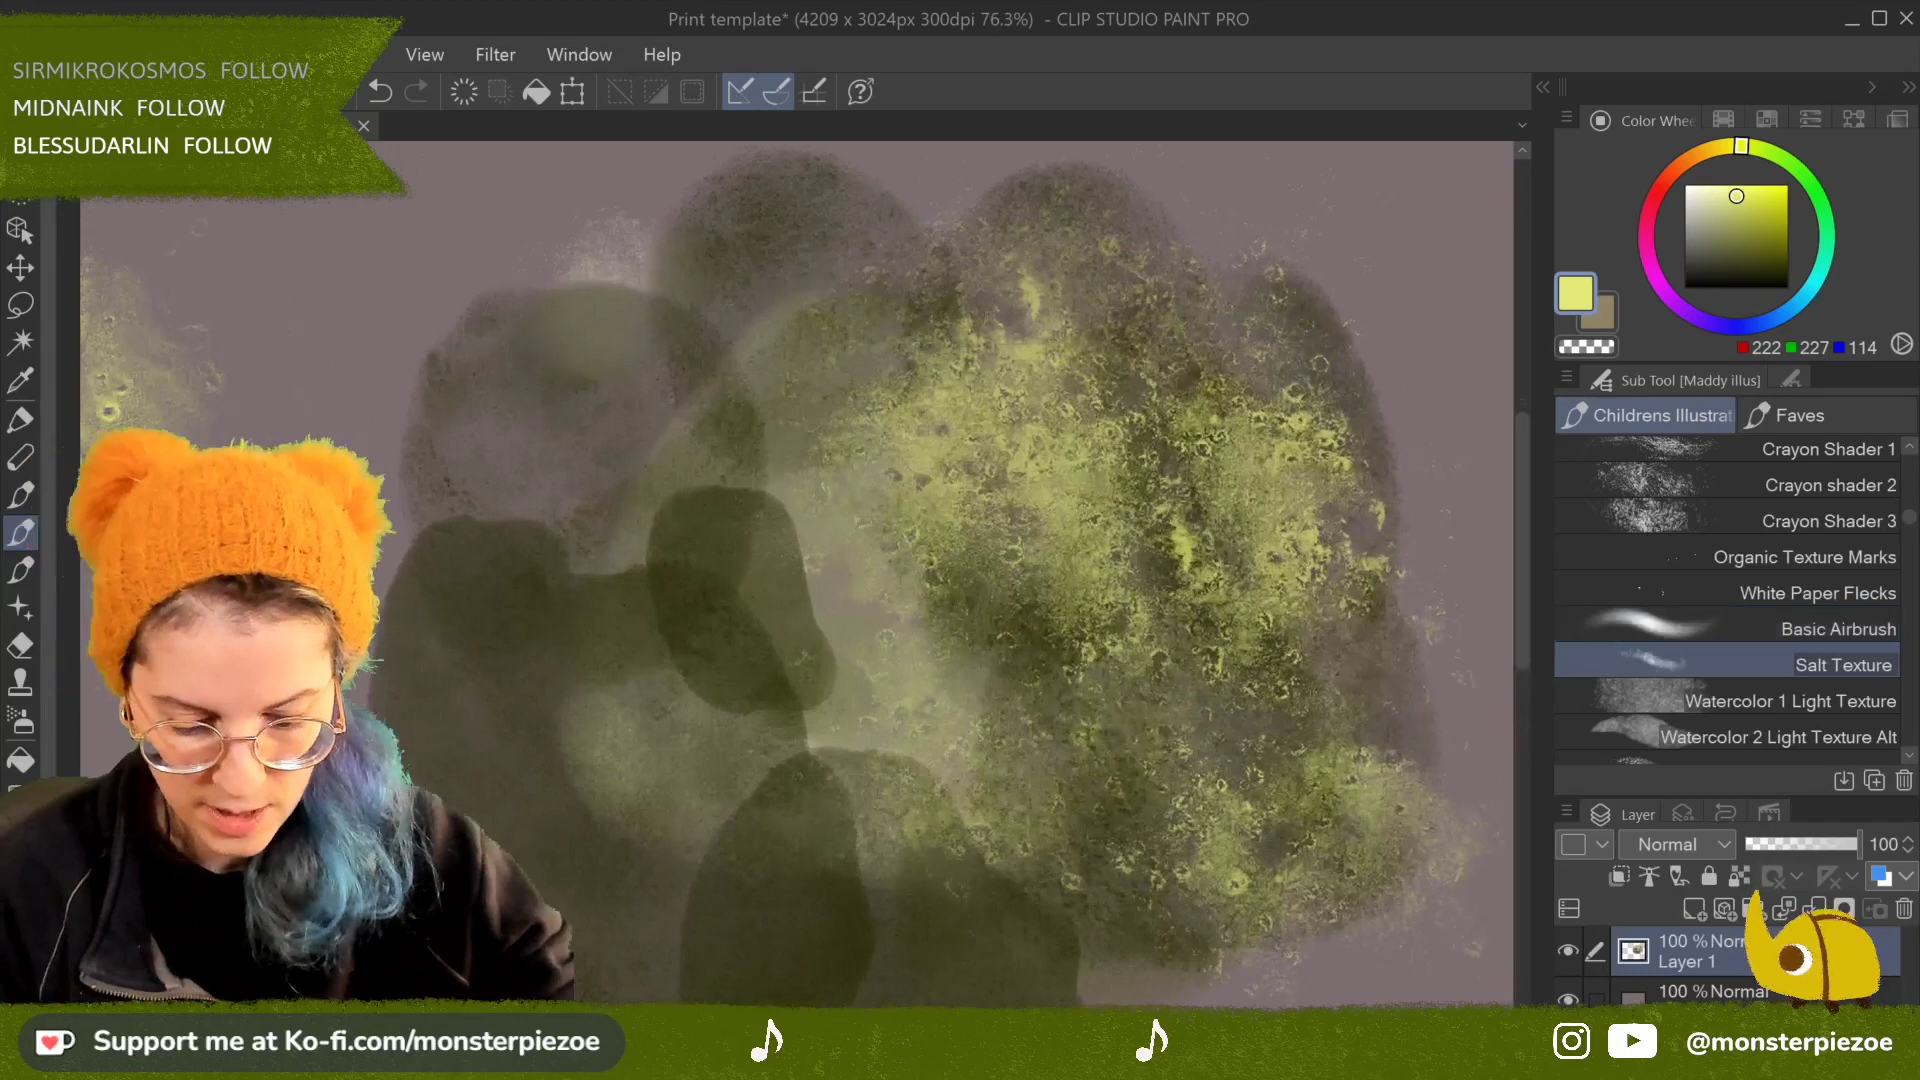 Print template* (4209 x 3024px 300dpi 76.3%) - CLIP STUDIO PAINT PRO
SIRMIKROKOSMOS FOLLOW
MIDNAINK FOLLOW
BLESSUDARLIN FOLLOW
View Filter Window Help
Color Whee
222 227 114
Sub Tool [Maddy illus]
Childrens Illustrat Faves
Crayon Shader 1
Crayon shader 2
Crayon Shader 3
Organic Texture Marks
White Paper Flecks
Basic Airbrush
Salt Texture
Watercolor 1 Light Texture
Watercolor 2 Light Texture Alt
Layer
Normal 100
100 % Norm
Layer 1
100 % Normal
Support me at Ko-fi.com/monsterpiezoe
@monsterpiezoe